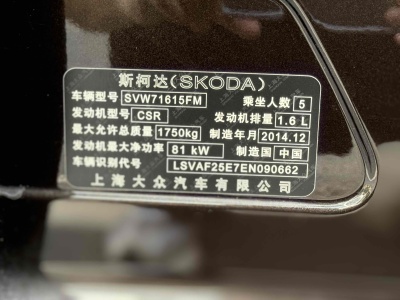 斯柯达(SKODA)
车辆型号 SVW71615FM 乘坐人数 5
发动机型号 CSR 发动机排量 1.6 L
最大允许总质量 1750kg 制造年月 2014.12
发动机最大净功率 81 kW 制造国 中国
车辆识别代号 LSVAF25E7EN090662
上海大众汽车有限公司